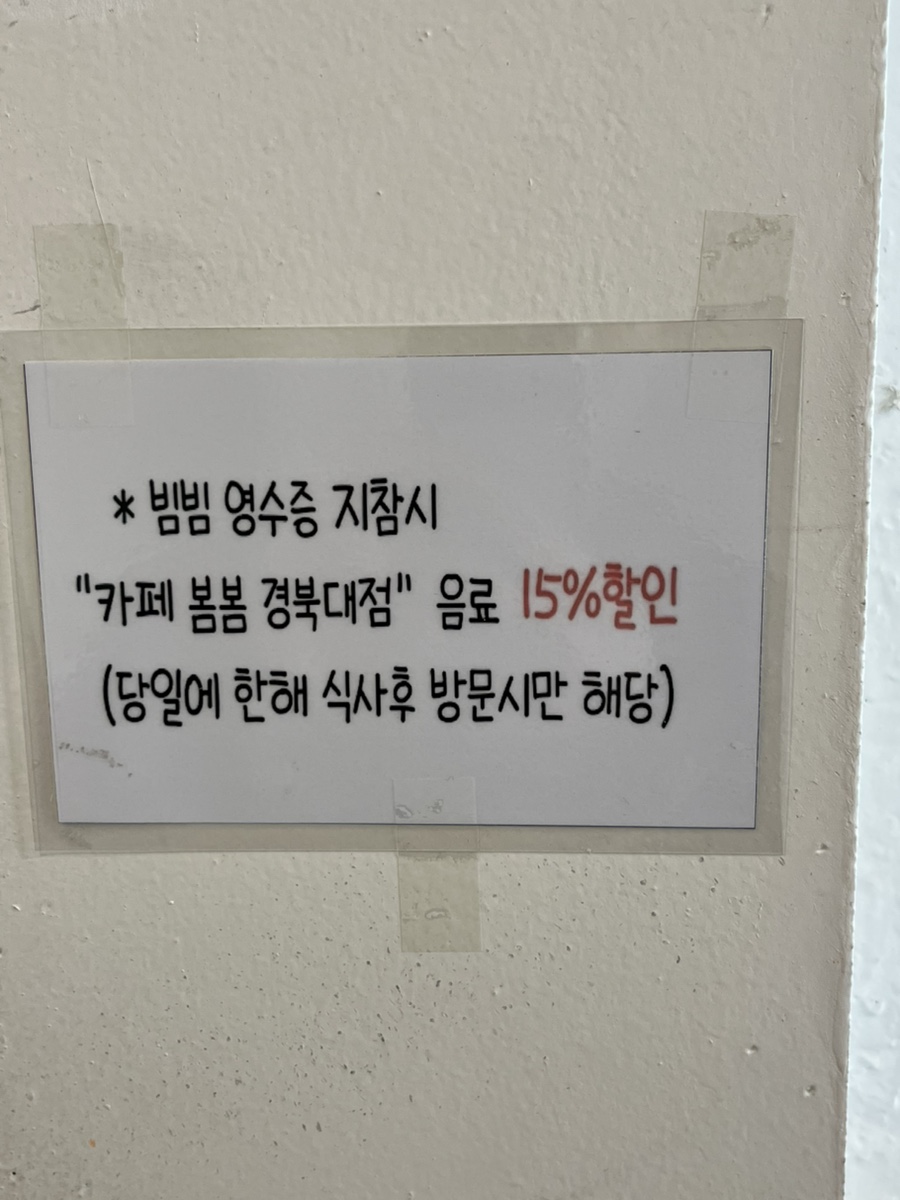 * 빔빔 영수증 지참시
"카페 봄봄 경북대점" 음료 15%할인
(당일에 한해 식사후 방문시만 해당)